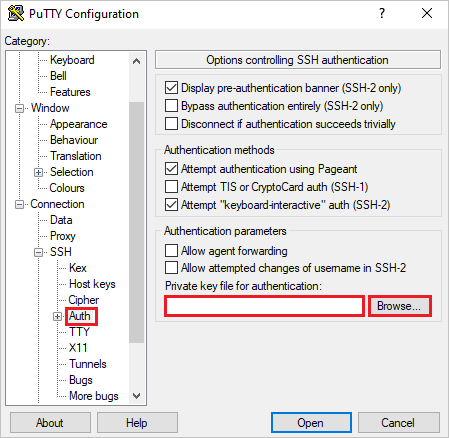 PuTTY Configuration
?
Category:
Keyboard
Bell
Features
Window
Appearance
Behaviour
Translation
Selection
Colours
Connection
Data
Proxy
SSH
Kex
Host keys
Cipher
Auth
TTY
X11
Tunnels
Bugs
More bugs
Options controlling SSH authentication
Display pre-authentication banner (SSH-2 only)
Bypass authentication entirely (SSH-2 only)
Disconnect if authentication succeeds trivially
Authentication methods
Attempt authentication using Pageant
Attempt TIS or CryptoCard auth (SSH-1)
Attempt "keyboard-interactive" auth (SSH-2)
Authentication parameters
Allow agent forwarding
Allow attempted changes of username in SSH-2
Private key file for authentication:
Browse...
About
Help
Open
Cancel